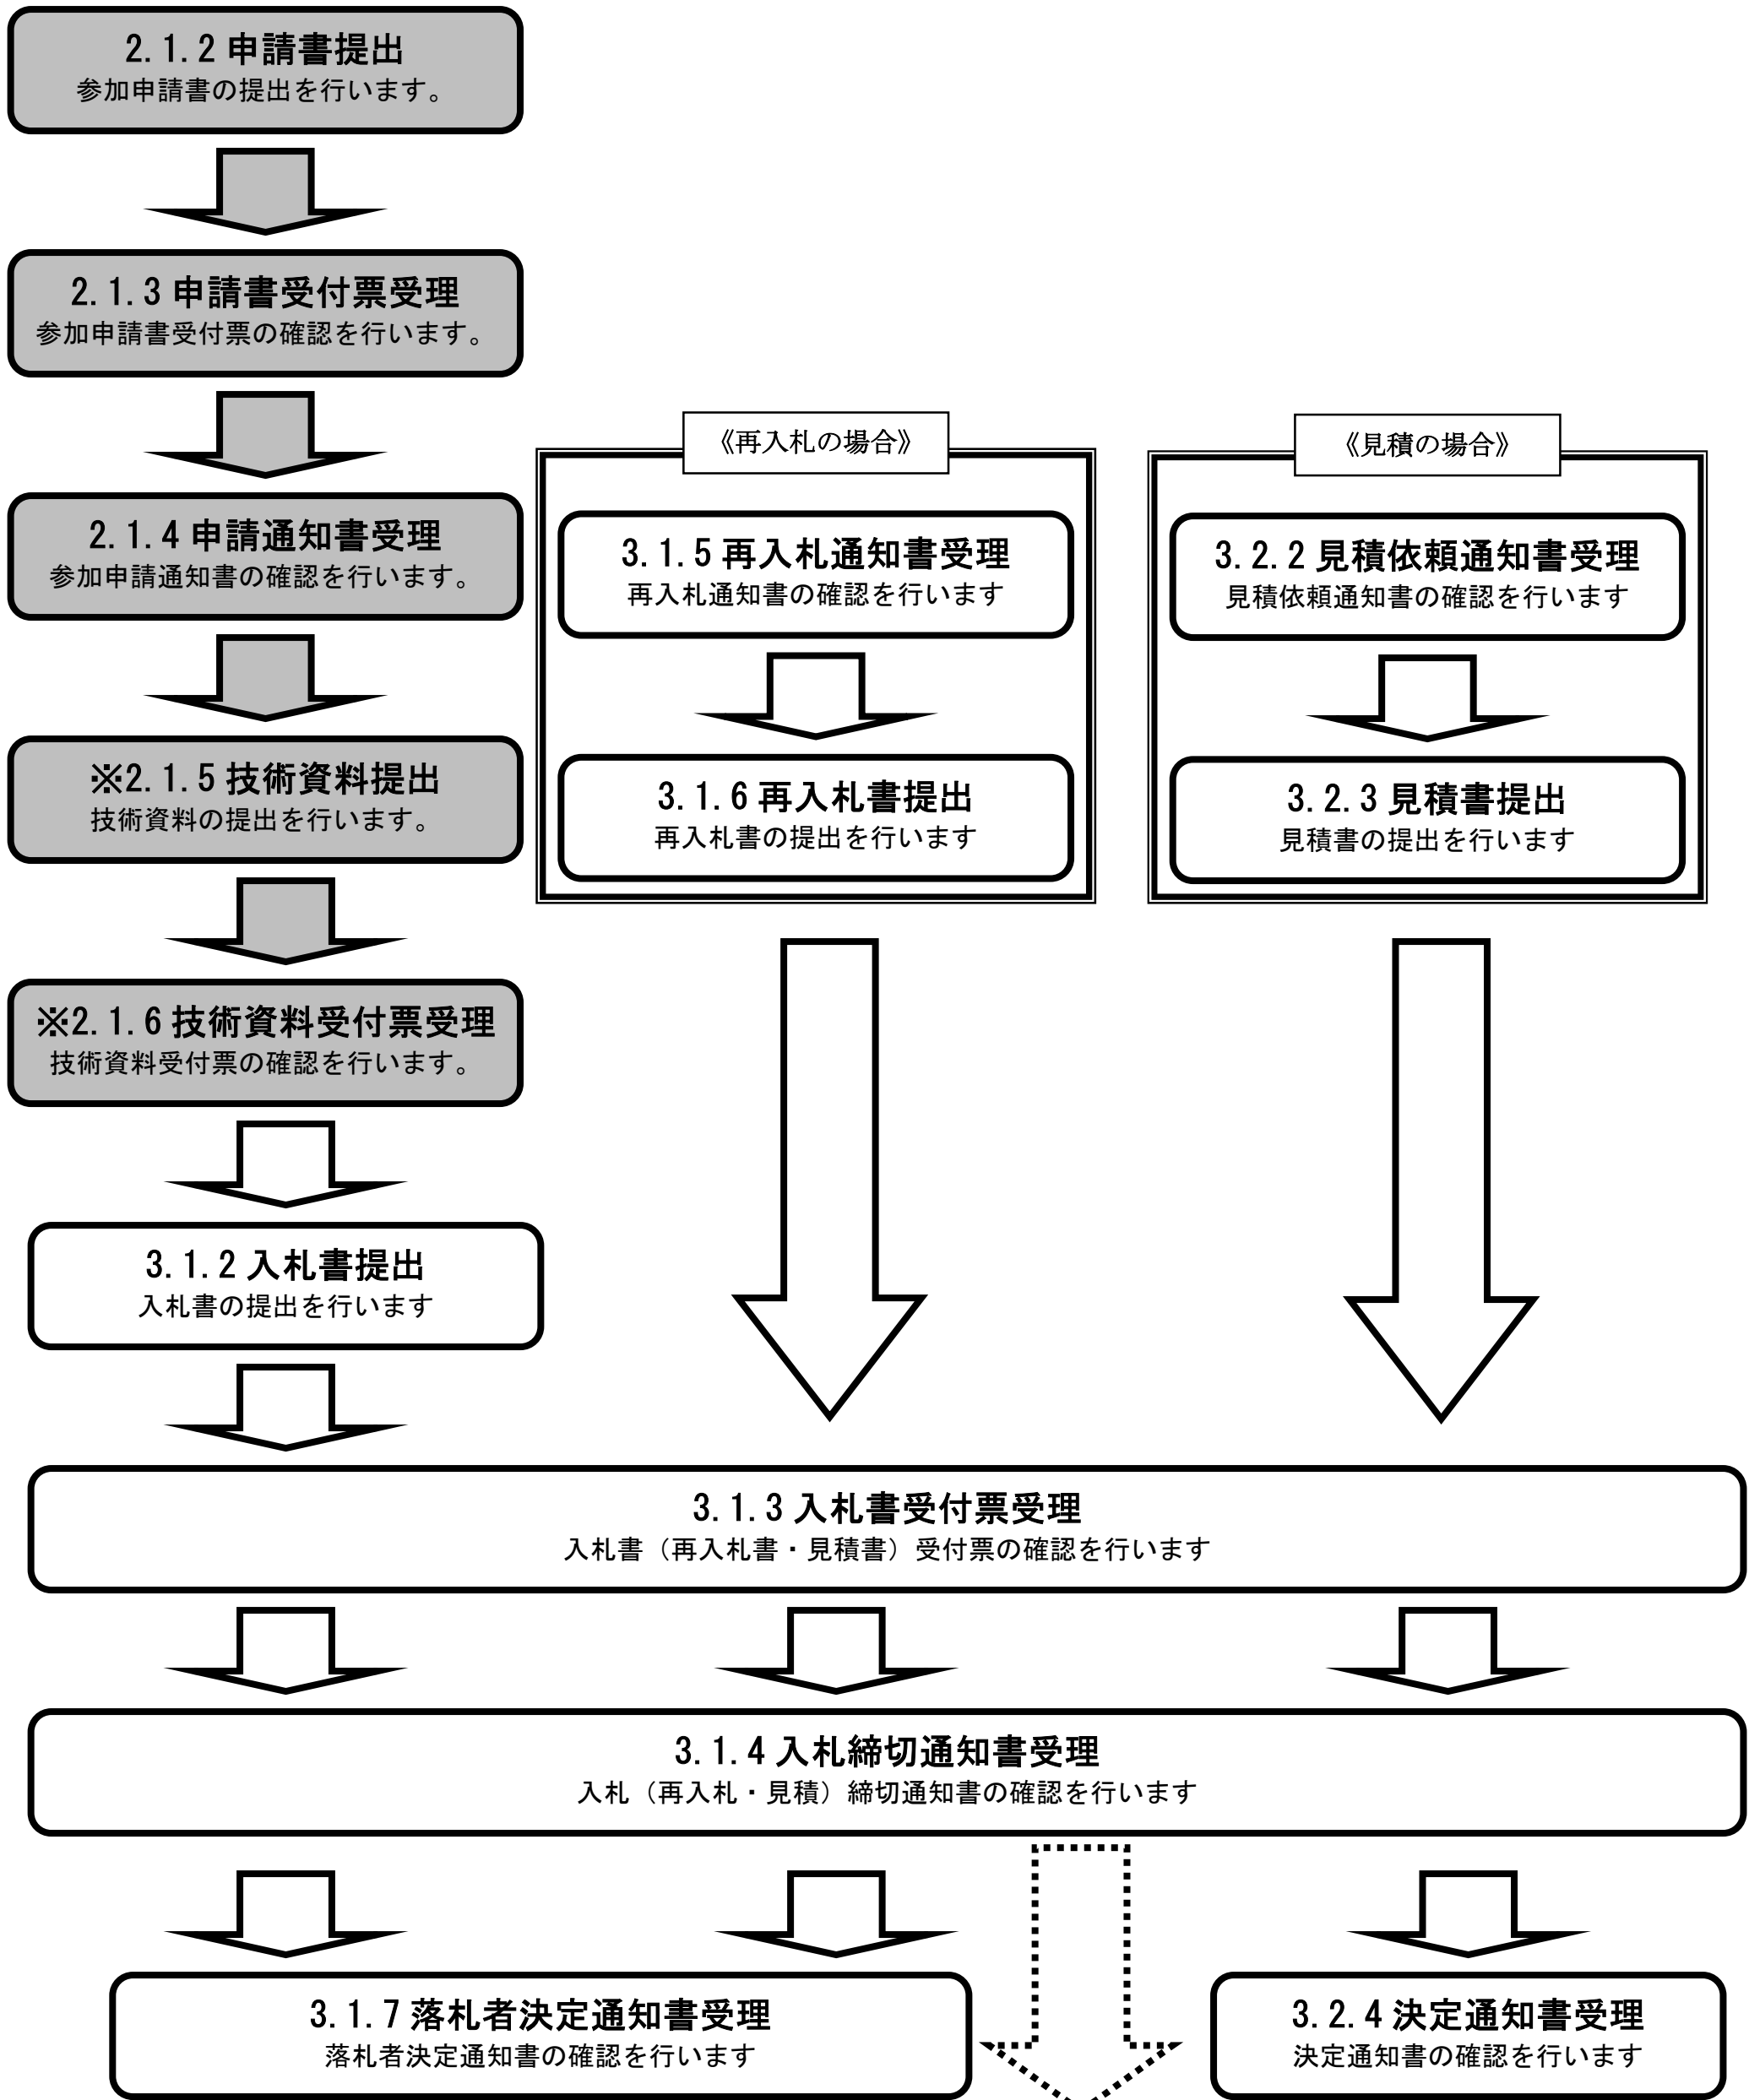 2.1.2 申請書提出
参加申請書の提出を行います。
2.1.3 申請書受付票受理
参加申請書受付票の確認を行います。
2.1.4 申請通知書受理
参加申請通知書の確認を行います。
※2.1.5 技術資料提出
技術資料の提出を行います。
※2.1.6 技術資料受付票受理
技術資料受付票の確認を行います。
3.1.2 入札書提出
入札書の提出を行います
《再入札の場合》
3.1.5 再入札通知書受理
再入札通知書の確認を行います
3.1.6 再入札書提出
再入札書の提出を行います
《見積の場合》
3.2.2 見積依頼通知書受理
見積依頼通知書の確認を行います
3.2.3 見積書提出
見積書の提出を行います
3.1.3 入札書受付票受理
入札書（再入札書・見積書）受付票の確認を行います
3.1.4 入札締切通知書受理
入札（再入札・見積）締切通知書の確認を行います
3.1.7 落札者決定通知書受理
落札者決定通知書の確認を行います
3.2.4 決定通知書受理
決定通知書の確認を行います